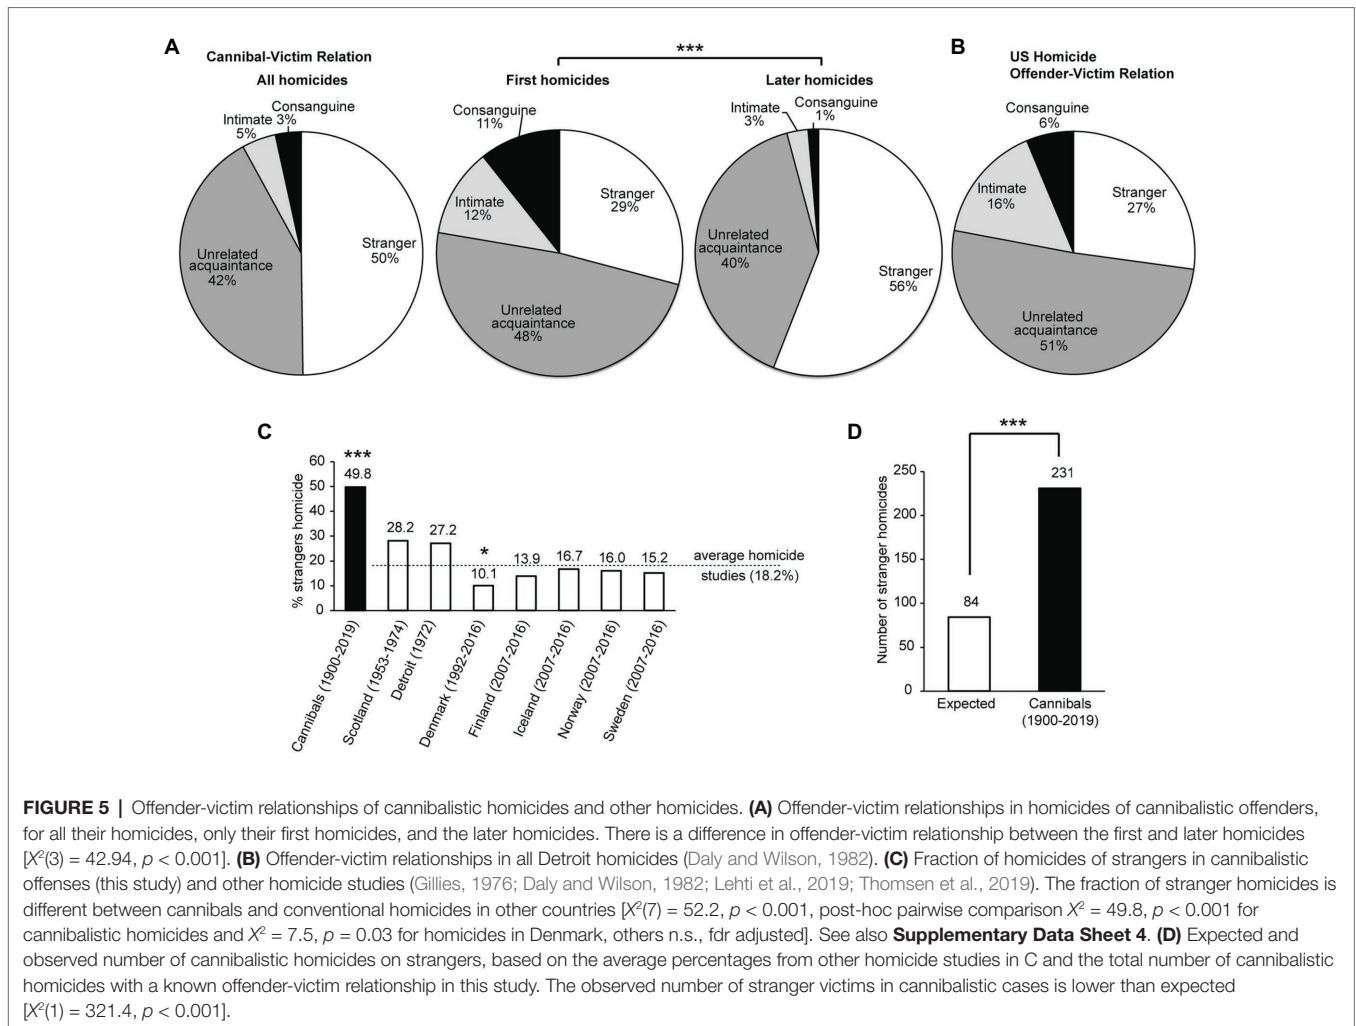 A
Cannibal-Victim Relation
All homicides
Intimate
5%
Consanguine
3%
Stranger
50%
Unrelated
acquaintance
42%
***
First homicides
Consanguine
11%
Intimate
12%
Stranger
29%
Unrelated
acquaintance
48%
Later homicides
Intimate
3%
Consanguine
1%
Unrelated
acquaintance
40%
Stranger
56%
B
US Homicide
Offender-Victim Relation
Consanguine
6%
Intimate
16%
Stranger
27%
Unrelated
acquaintance
51%
C
% strangers homicide
60
50
40
30
20
10
0
***
49.8
28.2
27.2
*
10.1
13.9
16.7
16.0
15.2
average homicide
studies (18.2%)
Cannibals (1900-2019)
Scotland (1953-1974)
Detroit (1972)
Denmark (1992-2016)
Finland (2007-2016)
Iceland (2007-2016)
Norway (2007-2016)
Sweden (2007-2016)
D
Number of stranger homicides
250
200
150
100
50
0
***
84
231
Expected
Cannibals
(1900-2019)
FIGURE 5 | Offender-victim relationships of cannibalistic homicides and other homicides. (A) Offender-victim relationships in homicides of cannibalistic offenders,
for all their homicides, only their first homicides, and the later homicides. There is a difference in offender-victim relationship between the first and later homicides
[X²(3) = 42.94, p < 0.001]. (B) Offender-victim relationships in all Detroit homicides (Daly and Wilson, 1982). (C) Fraction of homicides of strangers in cannibalistic
offenses (this study) and other homicide studies (Gillies, 1976; Daly and Wilson, 1982; Lehti et al., 2019; Thomsen et al., 2019). The fraction of stranger homicides is
different between cannibals and conventional homicides in other countries [X²(7) = 52.2, p < 0.001, post-hoc pairwise comparison X² = 49.8, p < 0.001 for
cannibalistic homicides and X² = 7.5, p = 0.03 for homicides in Denmark, others n.s., fdr adjusted]. See also Supplementary Data Sheet 4. (D) Expected and
observed number of cannibalistic homicides on strangers, based on the average percentages from other homicide studies in C and the total number of cannibalistic
homicides with a known offender-victim relationship in this study. The observed number of stranger victims in cannibalistic cases is lower than expected
[X²(1) = 321.4, p < 0.001].